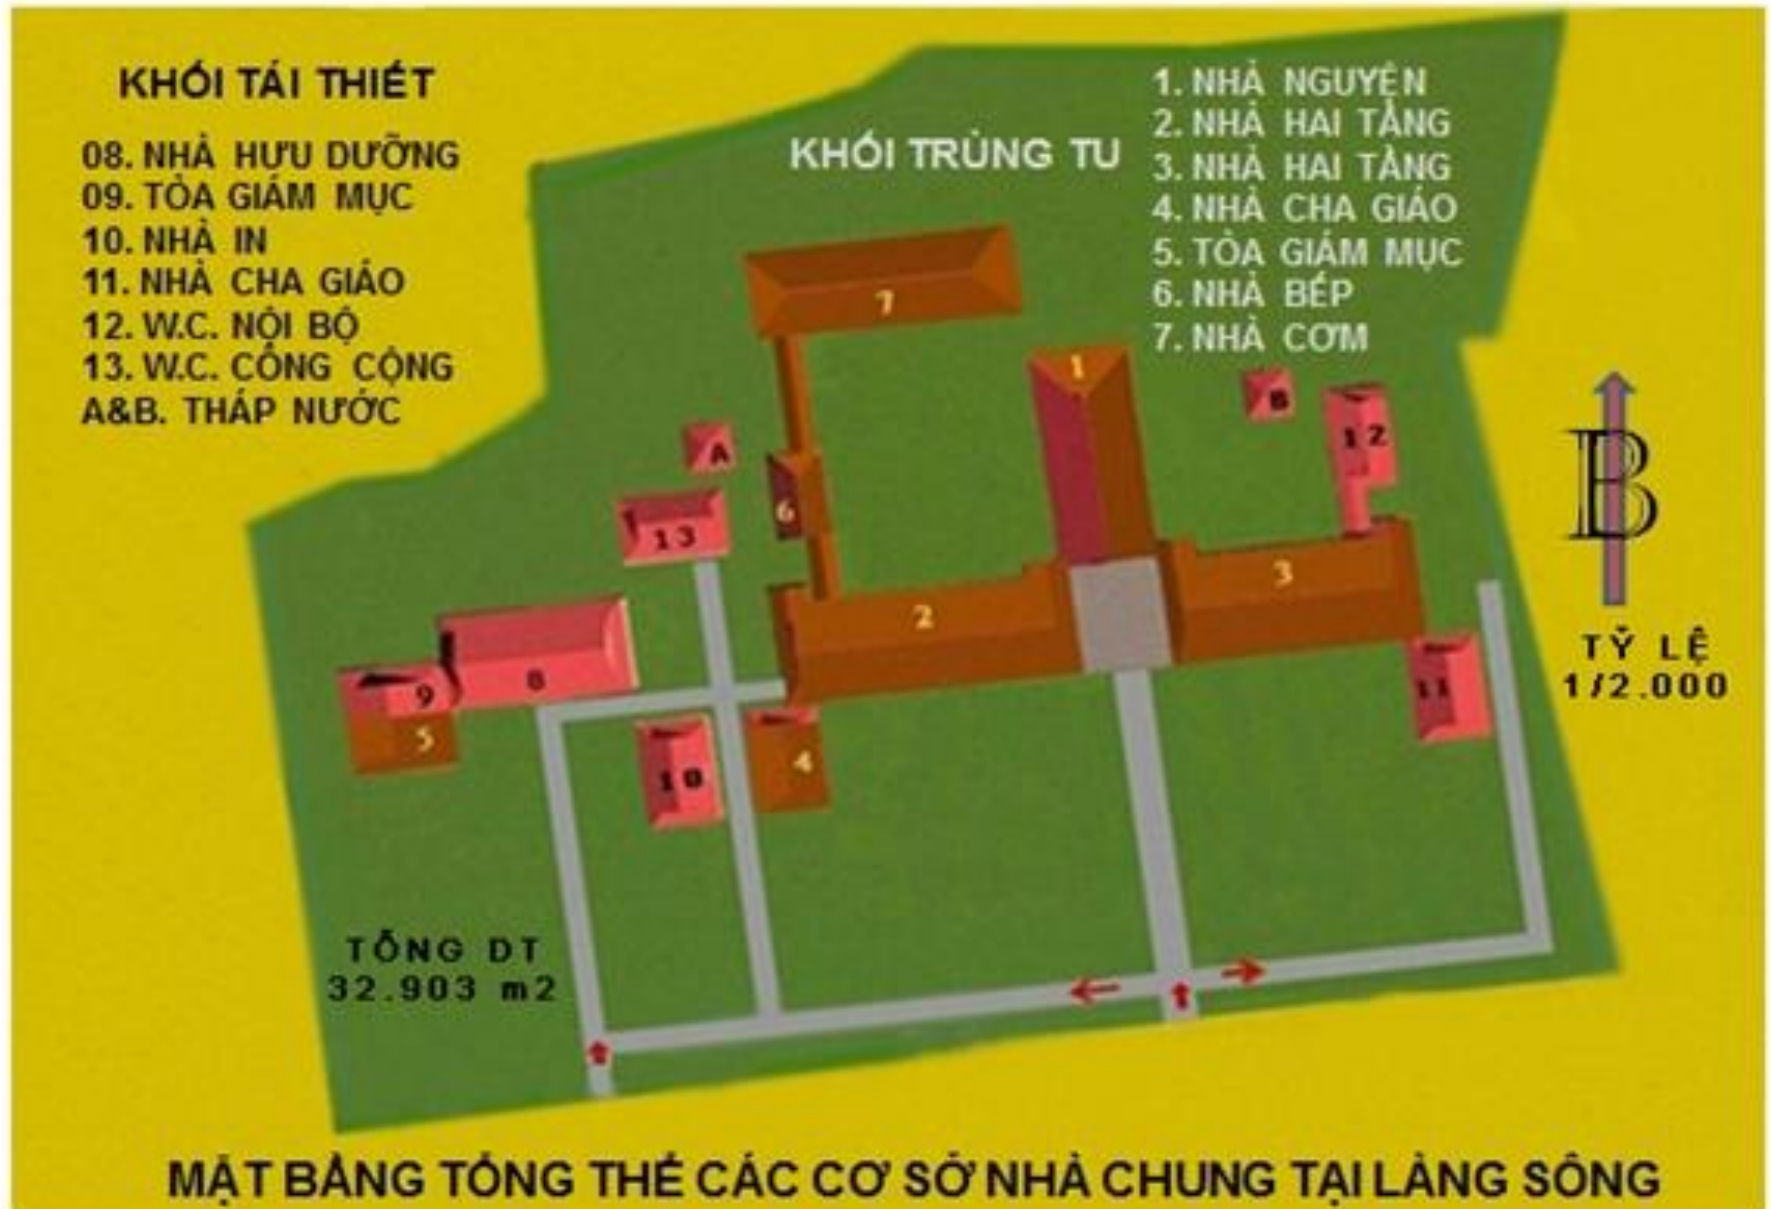 KHỐI TÁI THIẾT
08. NHÀ HƯU DƯỠNG
09. TÒA GIÁM MỤC
10. NHÀ IN
11. NHÀ CHA GIÁO
12. W.C. NỘI BỘ
13. W.C. CÔNG CỘNG
A&B. THÁP NƯỚC
KHỐI TRÙNG TU
1. NHÀ NGUYỆN
2. NHÀ HAI TẦNG
3. NHÀ HAI TẦNG
4. NHÀ CHA GIÁO
5. TÒA GIÁM MỤC
6. NHÀ BẾP
7. NHÀ CƠM
7
1
B
12
A
6
13
3
2
9
8
11
5
10
4
B
TỶ LỆ
1/2.000
TỔNG DT
32.903 m2
MẶT BẰNG TỔNG THỂ CÁC CƠ SỞ NHÀ CHUNG TẠI LÀNG SÔNG